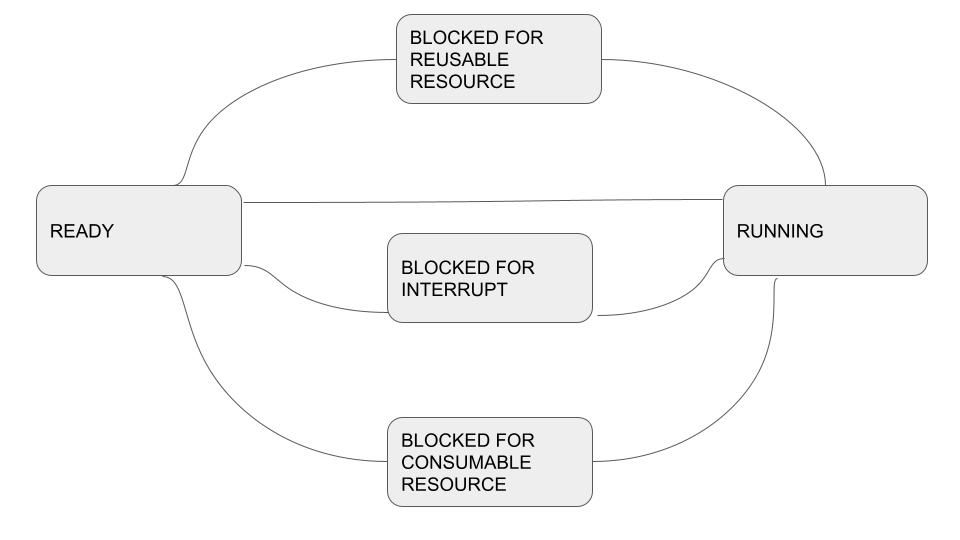 BLOCKED FOR
REUSABLE
RESOURCE
READY
RUNNING
BLOCKED FOR
INTERRUPT
BLOCKED FOR
CONSUMABLE
RESOURCE